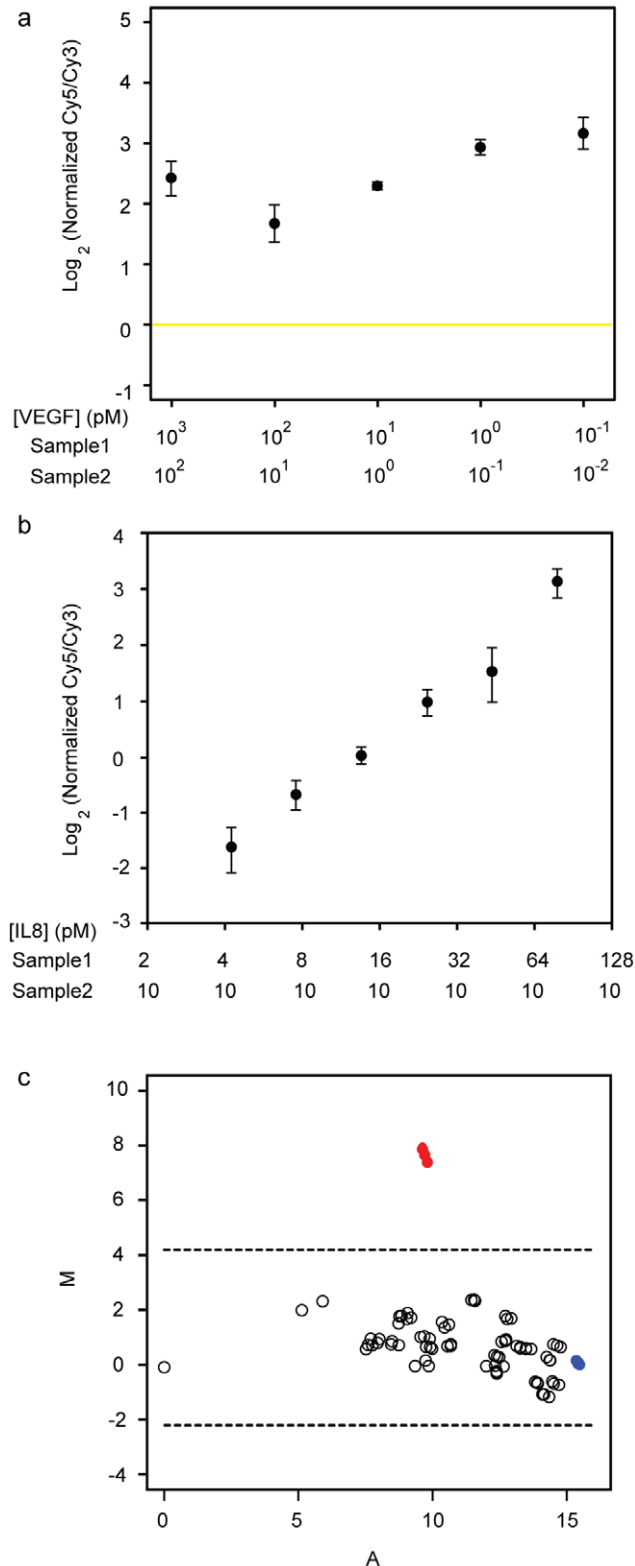 a
Log2 (Normalized Cy5/Cy3)
5
4
3
2
1
0
-1
[VEGF] (pM)
Sample1 10^3 10^2 10^1 10^0 10^-1
Sample2 10^2 10^1 10^0 10^-1 10^-2
b
Log2 (Normalized Cy5/Cy3)
4
3
2
1
0
-1
-2
-3
[IL8] (pM)
Sample1 2 4 8 16 32 64 128
Sample2 10 10 10 10 10 10 10
c
M
10
8
6
4
2
0
-2
-4
0 5 10 15
A